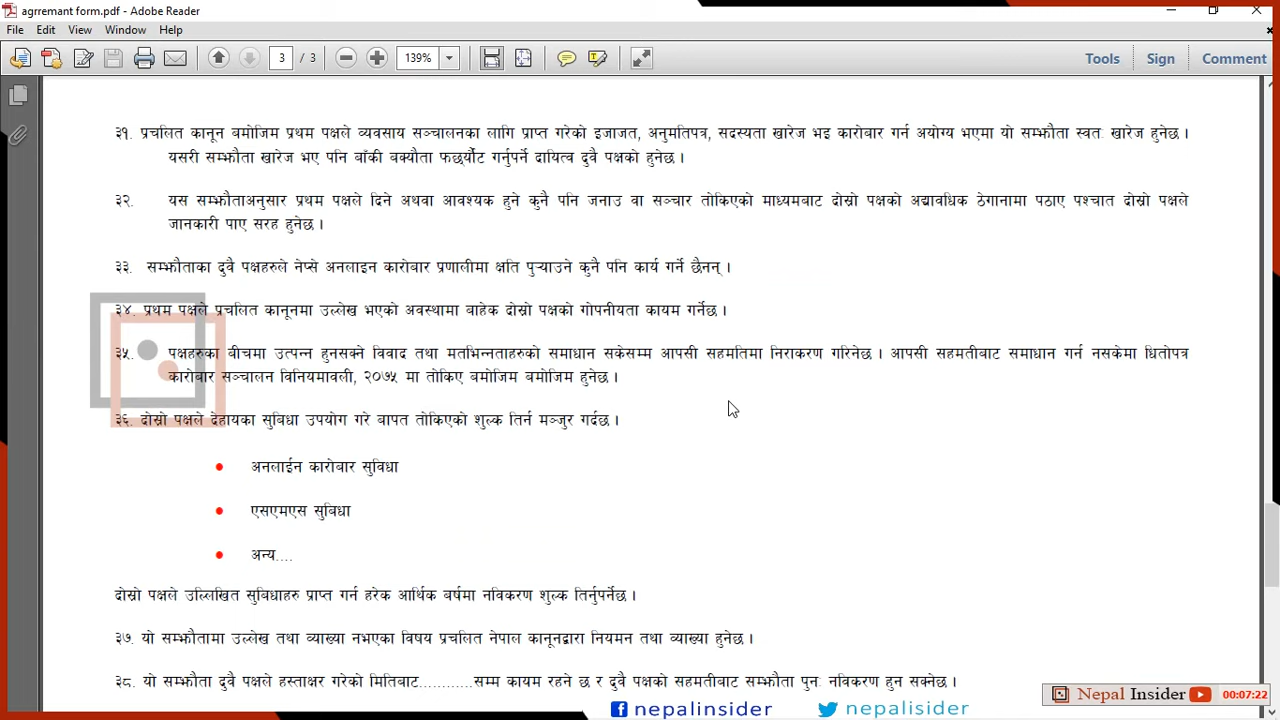 agrremant form.pdf - Adobe Reader
File Edit View Window Help
3 / 3 139% Tools Sign Comment
३१. प्रचलित कानून बमोजिम प्रथम पक्षले व्यवसाय सञ्चालनका लागि प्राप्त गरेको इजाजत, अनुमतिपत्र, सदस्यता खारेज भइ कारोबार गर्न अयोग्य भएमा यो सम्झौता स्वतः खारेज हुनेछ ।
यसरी सम्झौता खारेज भए पनि बाँकी बक्यौता फछर्यौट गर्नुपर्ने दायित्व दुवै पक्षको हुनेछ ।
३२. यस सम्झौताअनुसार प्रथम पक्षले दिने अथवा आवश्यक हुने कुनै पनि जनाउ वा सञ्चार तोकिएको माध्यमबाट दोस्रो पक्षको अद्यावधिक ठेगानामा पठाए पश्चात दोस्रो पक्षले
जानकारी पाए सरह हुनेछ ।
३३. सम्झौताका दुवै पक्षहरुले नेप्से अनलाइन कारोबार प्रणालीमा क्षति पुऱ्याउने कुनै पनि कार्य गर्ने छैनन् ।
३४. प्रथम पक्षले प्रचलित कानूनमा उल्लेख भएको अवस्थामा बाहेक दोस्रो पक्षको गोपनीयता कायम गर्नेछ ।
३५. पक्षहरुका बीचमा उत्पन्न हुनसक्ने विवाद तथा मतभिन्नताहरुको समाधान सकेसम्म आपसी सहमतिमा निराकरण गरिनेछ । आपसी सहमतीबाट समाधान गर्न नसकेमा धितोपत्र
कारोबार सञ्चालन विनियमावली, २०७५ मा तोकिए बमोजिम बमोजिम हुनेछ ।
३६. दोस्रो पक्षले देहायका सुबिधा उपयोग गरे बापत तोकिएको शुल्क तिर्न मञ्जुर गर्दछ ।
• अनलाईन कारोबार सुविधा
• एसएमएस सुबिधा
• अन्य....
दोस्रो पक्षले उल्लिखित सुबिधाहरु प्राप्त गर्न हरेक आर्थिक बर्षमा नविकरण शुल्क तिर्नुपर्नेछ ।
३७. यो सम्झौतामा उल्लेख तथा व्याख्या नभएका विषय प्रचलित नेपाल कानूनद्वारा नियमन तथा व्याख्या हुनेछ ।
३८. यो सम्झौता दुवै पक्षले हस्ताक्षर गरेको मितिबाट...........सम्म कायम रहने छ र दुवै पक्षको सहमतीबाट सम्झौता पुनः नविकरण हुन सक्नेछ ।
Nepal Insider 00:07:22
nepalinsider nepalisider